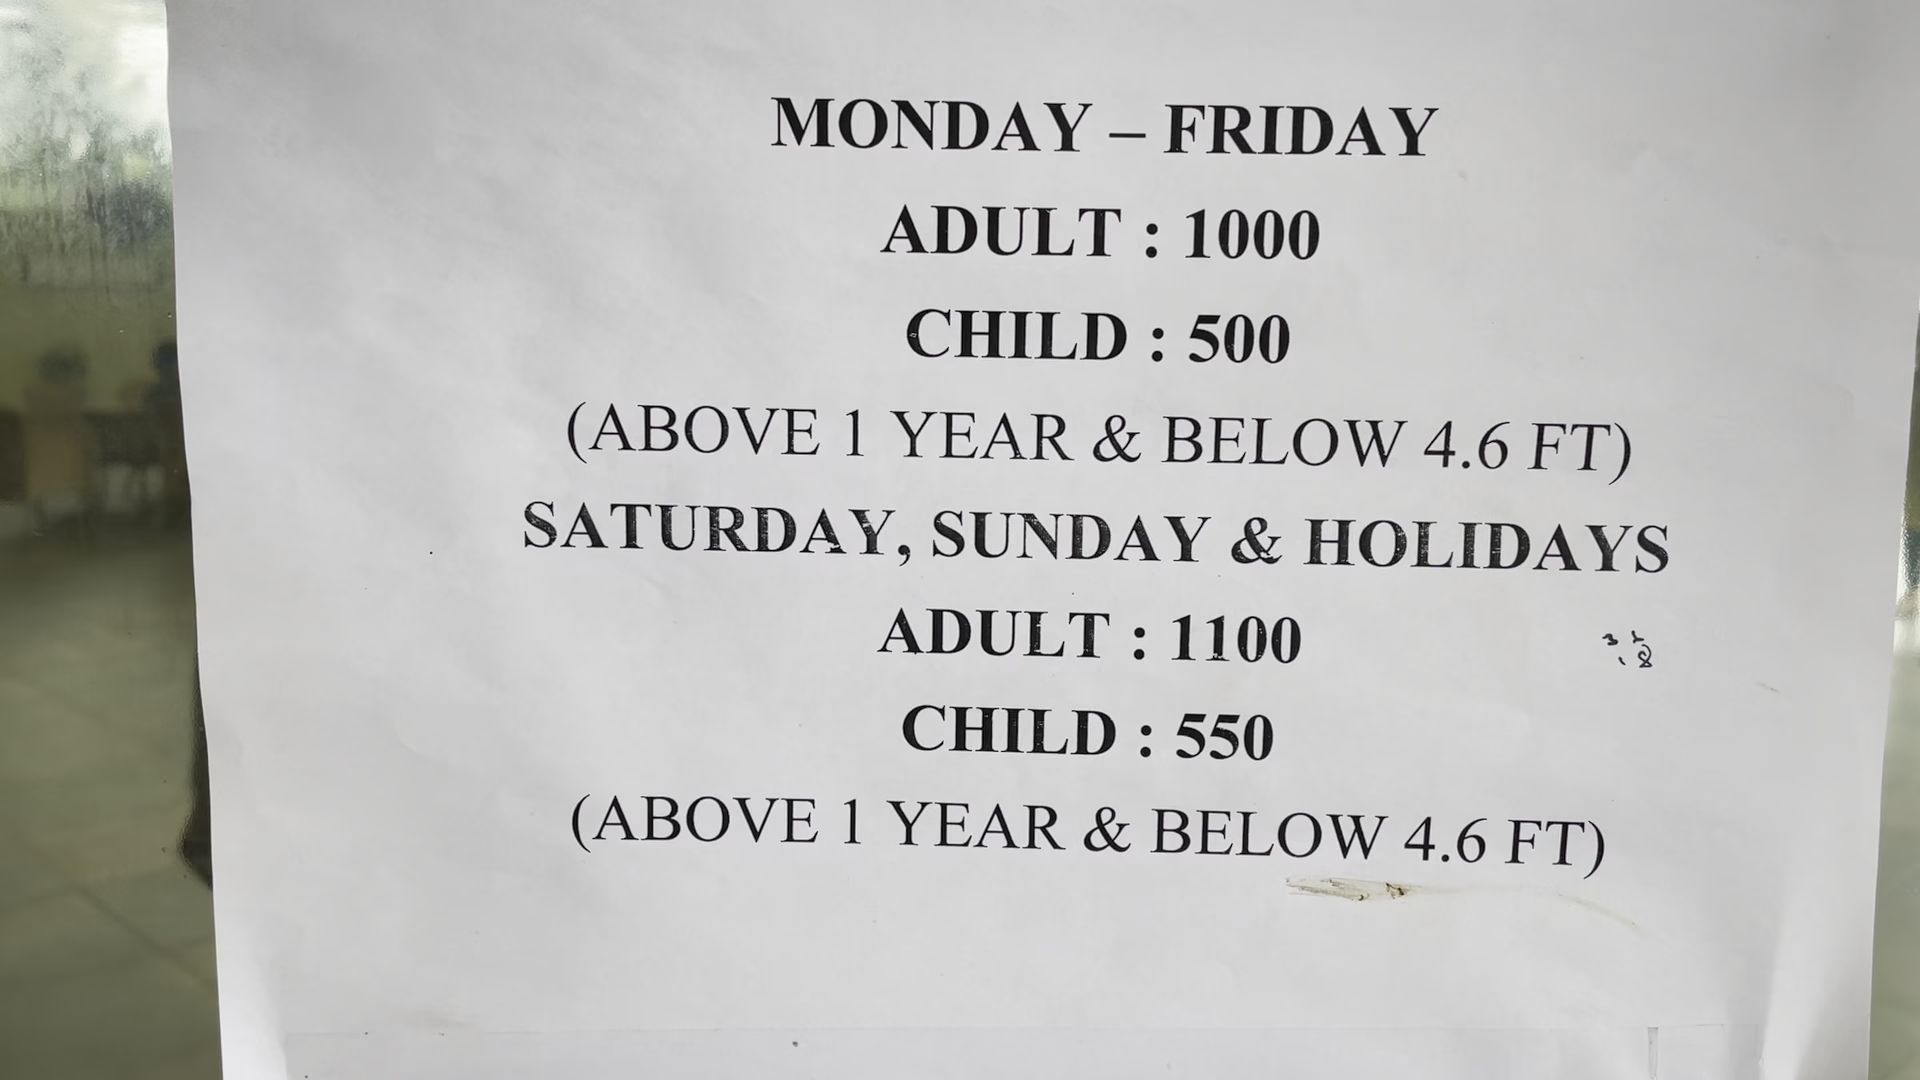 MONDAY – FRIDAY
ADULT : 1000
CHILD : 500
(ABOVE 1 YEAR & BELOW 4.6 FT)
SATURDAY, SUNDAY & HOLIDAYS
ADULT : 1100
CHILD : 550
(ABOVE 1 YEAR & BELOW 4.6 FT)